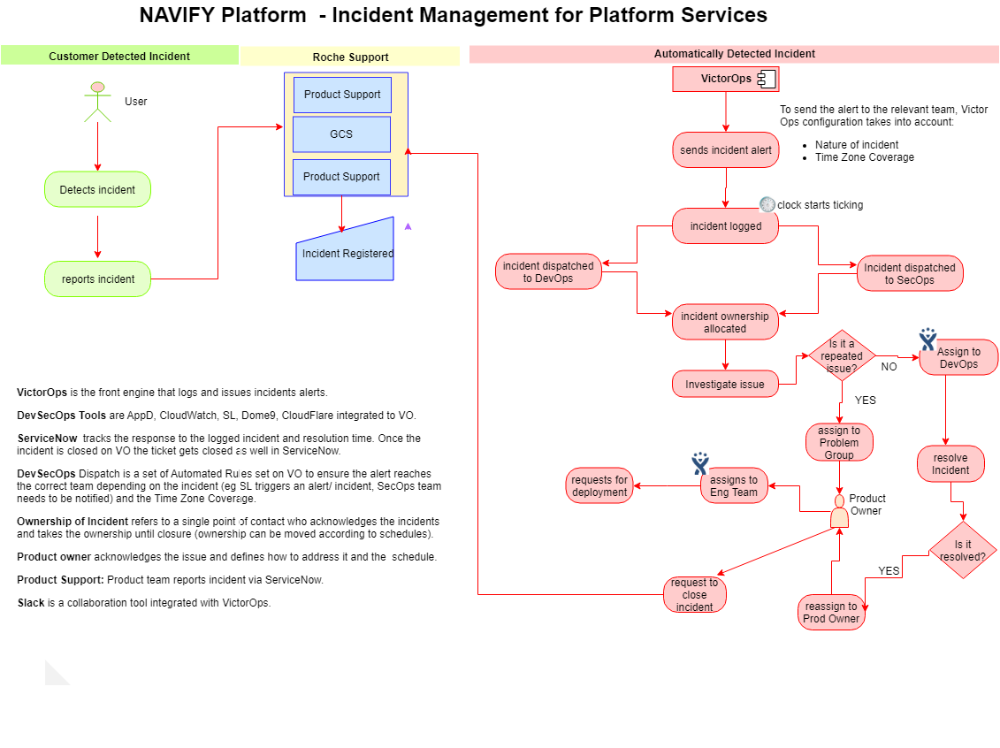 NAVIFY Platform - Incident Management for Platform Services
Customer Detected Incident
Roche Support
Automatically Detected Incident
User
Detects incident
reports incident
Product Support
GCS
Product Support
Incident Registered
VictorOps
To send the alert to the relevant team, Victor
Ops configuration takes into account:
• Nature of incident
• Time Zone Coverage
sends incident alert
clock starts ticking
incident logged
incident dispatched
to DevOps
Incident dispatched
to SecOps
incident ownership
allocated
Investigate issue
Is it a
repeated
issue?
NO
Assign to
DevOps
YES
assign to
Problem
Group
resolve
Incident
requests for
deployment
assigns to
Eng Team
Product
Owner
Is it
resolved?
YES
request to
close
incident
reassign to
Prod Owner
VictorOps is the front engine that logs and issues incidents alerts.
DevSecOps Tools are AppD, CloudWatch, SL, Dome9, CloudFlare integrated to VO.
ServiceNow tracks the response to the logged incident and resolution time. Once the
incident is closed on VO the ticket gets closed as well in ServiceNow.
DevSecOps Dispatch is a set of Automated Rules set on VO to ensure the alert reaches
the correct team depending on the incident (eg SL triggers an alert/ incident, SecOps team
needs to be notified) and the Time Zone Coverage.
Ownership of Incident refers to a single point of contact who acknowledges the incidents
and takes the ownership until closure (ownership can be moved according to schedules).
Product owner acknowledges the issue and defines how to address it and the schedule.
Product Support: Product team reports incident via ServiceNow.
Slack is a collaboration tool integrated with VictorOps.